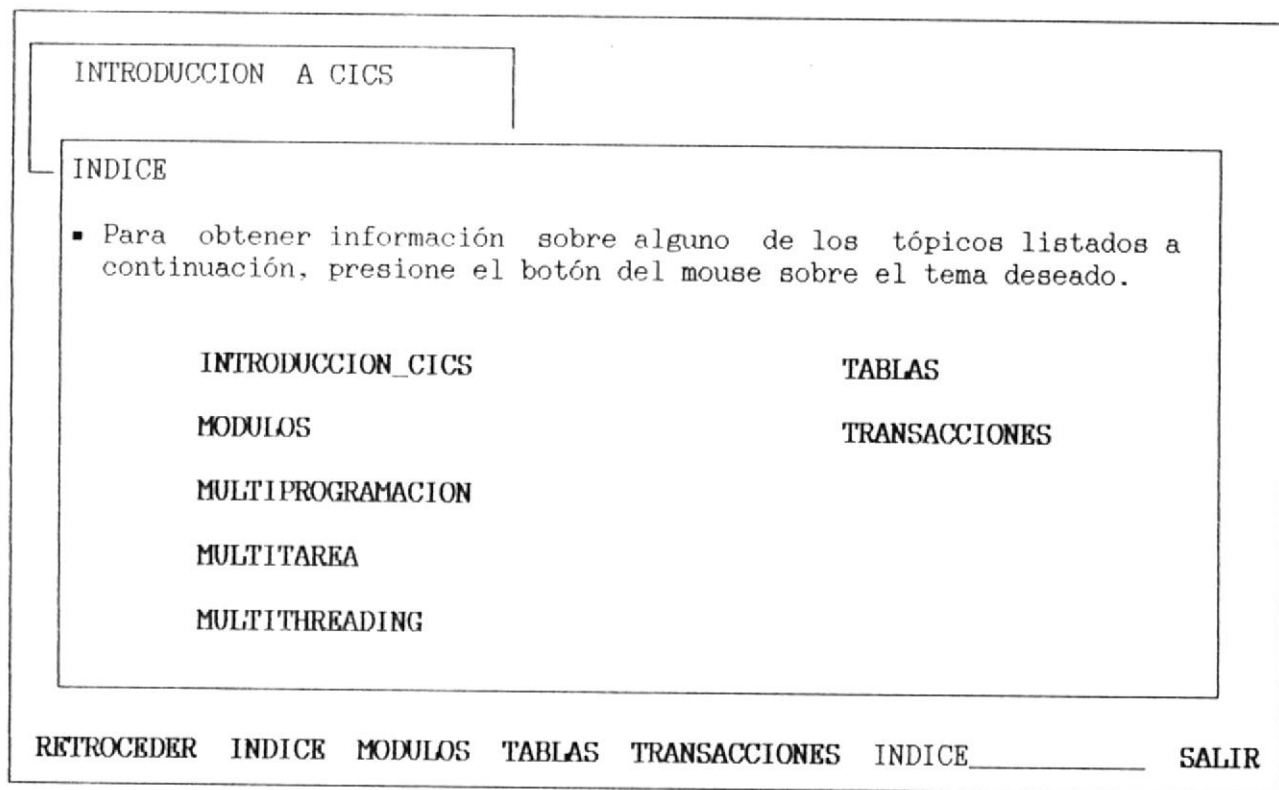 INTRODUCCION A CICS
INDICE
▪ Para obtener información sobre alguno de los tópicos listados a
continuación, presione el botón del mouse sobre el tema deseado.
INTRODUCCION_CICS TABLAS
MODULOS TRANSACCIONES
MULTIPROGRAMACION
MULTITAREA
MULTITHREADING
RETROCEDER INDICE MODULOS TABLAS TRANSACCIONES INDICE____________ SALIR